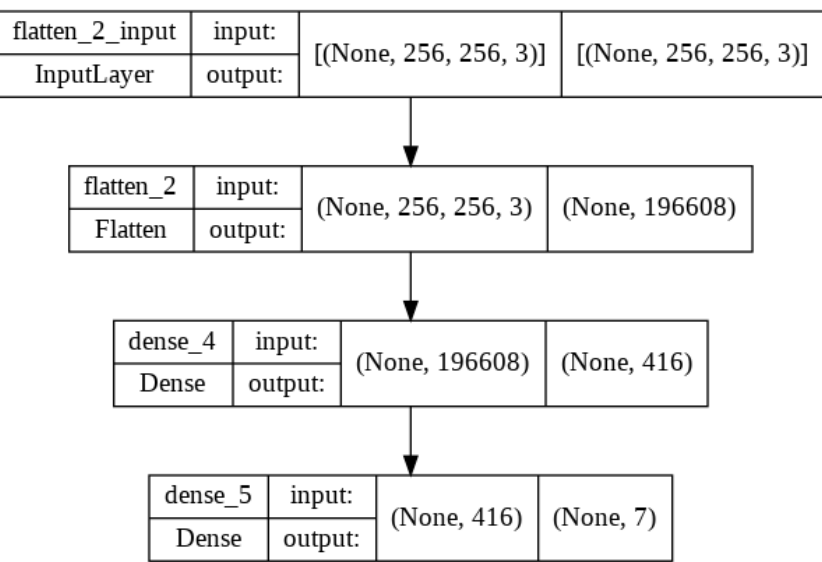 flatten_2_input input: [(None, 256, 256, 3)] [(None, 256, 256, 3)]
InputLayer output:
flatten_2 input: (None, 256, 256, 3) (None, 196608)
Flatten output:
dense_4 input: (None, 196608) (None, 416)
Dense output:
dense_5 input: (None, 416) (None, 7)
Dense output: